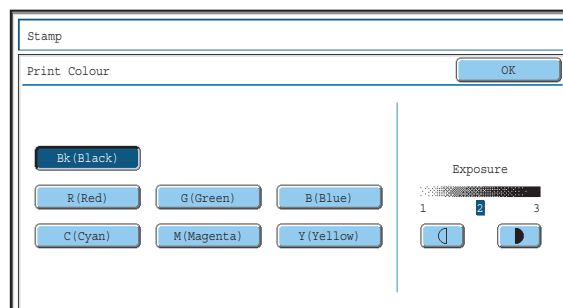 Stamp
Print Colour
OK
Bk(Black)
R(Red) G(Green) B(Blue)
C(Cyan) M(Magenta) Y(Yellow)
Exposure
1 2 3